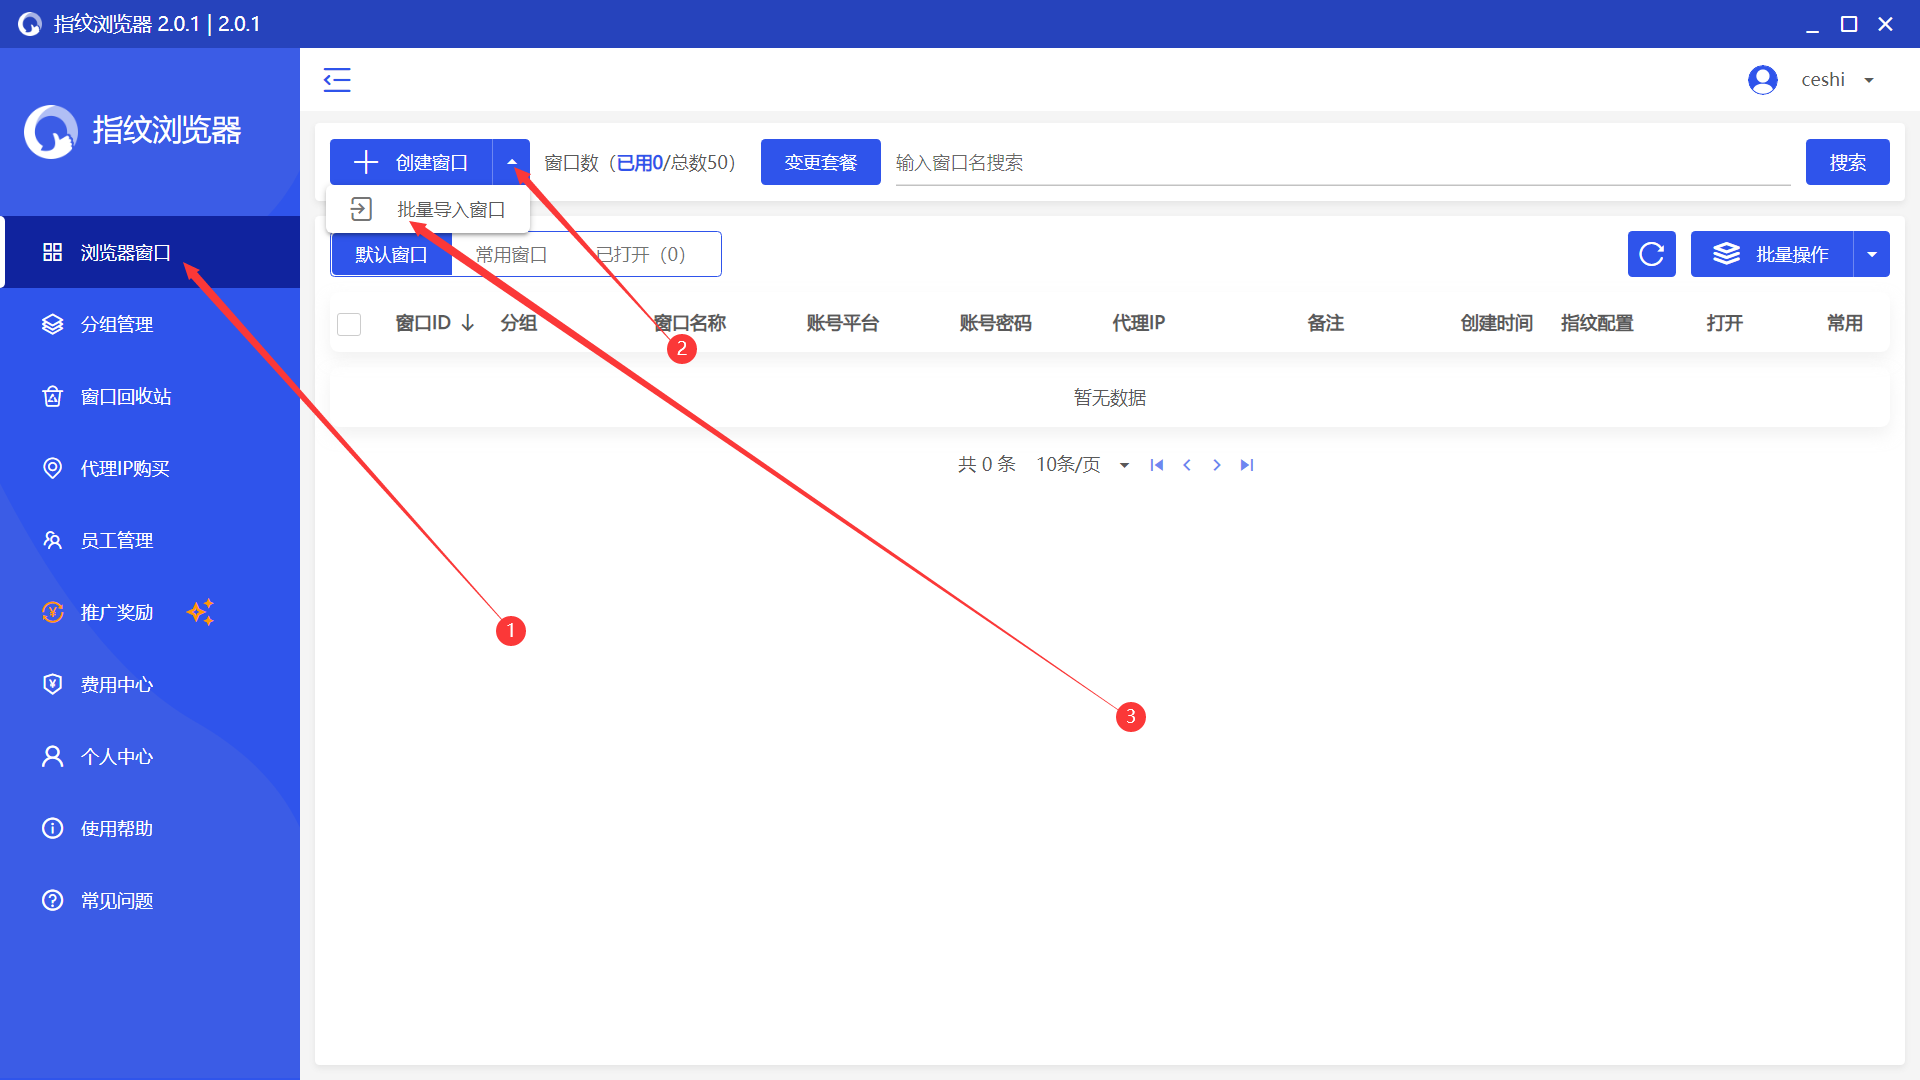 指纹浏览器 2.0.1 | 2.0.1
指纹浏览器
ceshi
创建窗口
窗口数（已用0/总数50）
变更套餐
输入窗口名搜索
搜索
批量导入窗口
浏览器窗口
默认窗口
常用窗口
已打开（0）
批量操作
窗口ID 分组 窗口名称 账号平台 账号密码 代理IP 备注 创建时间 指纹配置 打开 常用
2
暂无数据
共 0 条 10条/页
分组管理
窗口回收站
代理IP购买
员工管理
推广奖励
1
费用中心
3
个人中心
使用帮助
常见问题